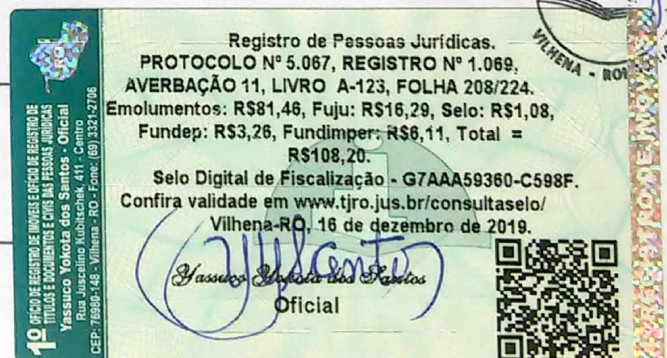 Registro de Pessoas Jurídicas.
PROTOCOLO Nº 5.067, REGISTRO Nº 1.069,
AVERBAÇÃO 11, LIVRO A-123, FOLHA 208/224.
Emolumentos: R$81,46, Fuju: R$16,29, Selo: R$1,08,
Fundep: R$3,26, Fundimper: R$6,11, Total =
R$108,20.
Selo Digital de Fiscalização - G7AAA59360-C598F.
Confira validade em www.tjro.jus.br/consultaselo/
Vilhena-RO, 16 de dezembro de 2019.
Yassuco Yokota dos Santos
Oficial
RO
1º OFÍCIO DE REGISTRO DE IMÓVEIS E OFÍCIO DE REGISTRO DE
TÍTULOS E DOCUMENTOS E CIVIS DAS PESSOAS JURÍDICAS
Yassuco Yokota dos Santos - Oficial
Rua Juscelino Kubitschek, 411 - Centro
CEP: 76980-148 - Vilhena - RO - Fone: (69) 3321-2706
VILHENA